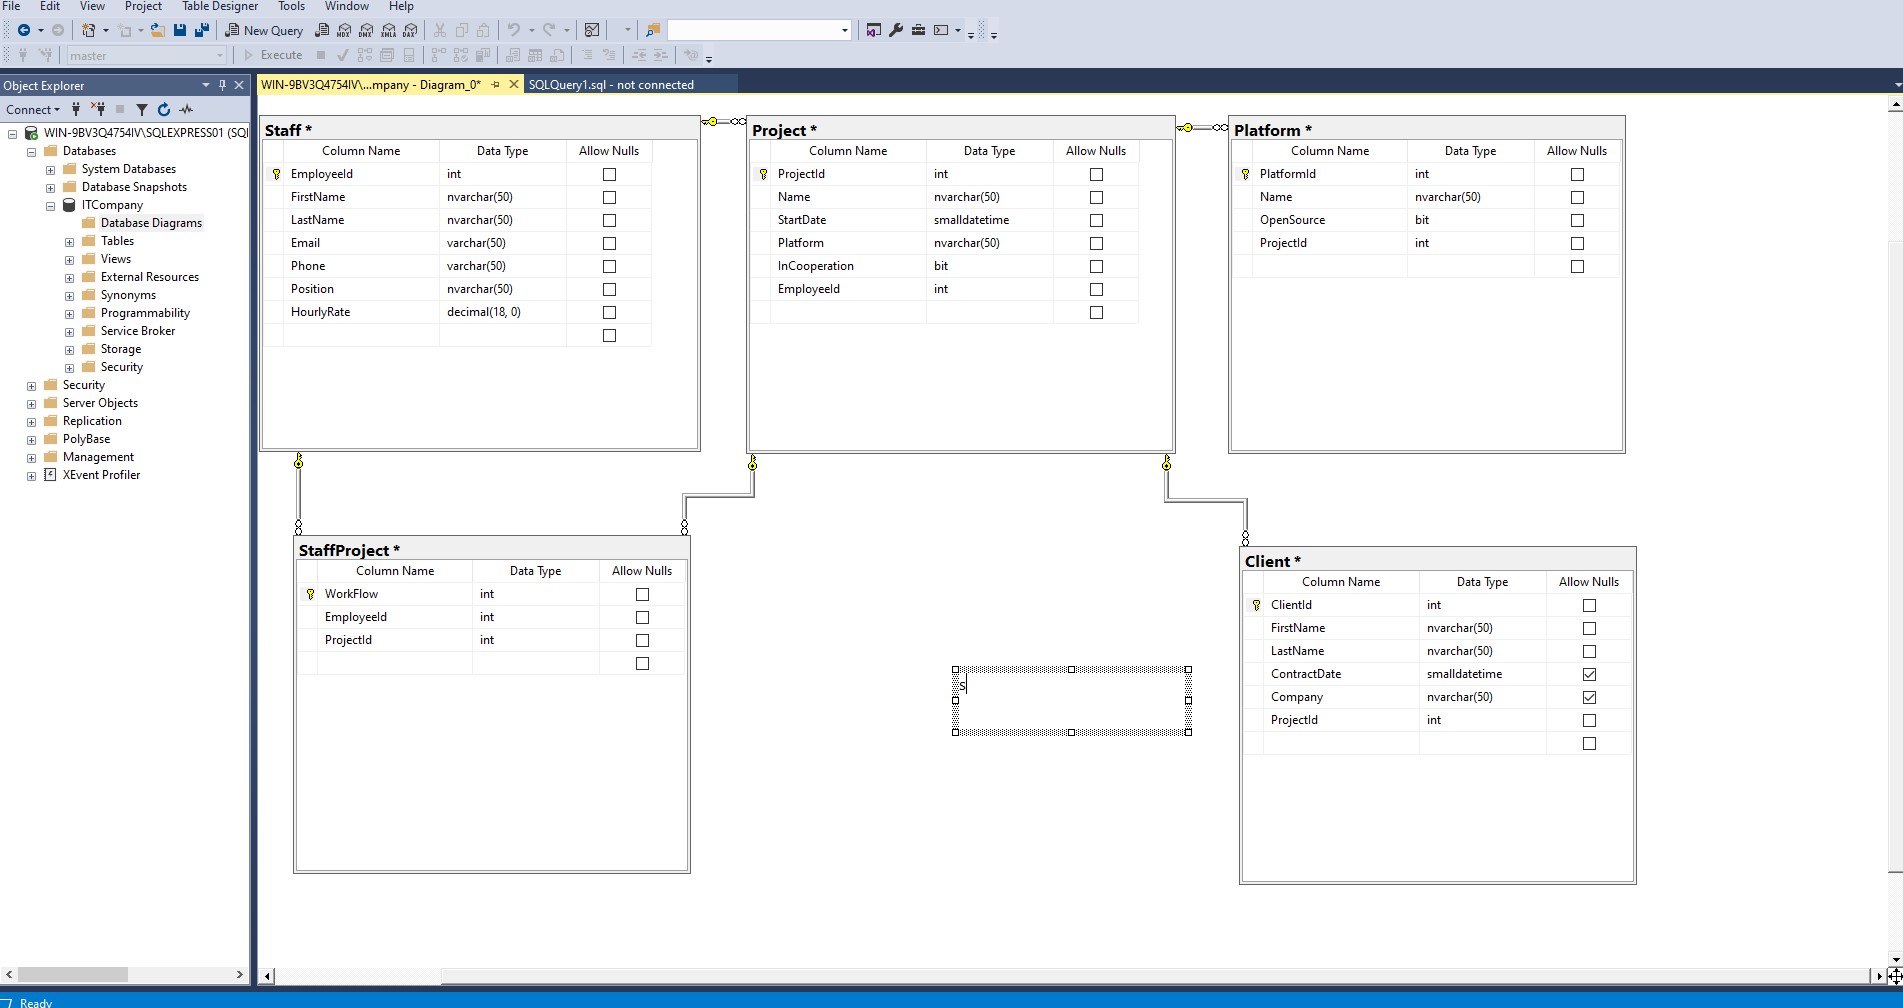 File Edit View Project Table Designer Tools Window Help
New Query
MDX DMX XMLA DAX
master Execute
Object Explorer
WIN-9BV3Q4754IV\...mpany - Diagram_0*
SQLQuery1.sql - not connected
Connect
WIN-9BV3Q4754IV\SQLEXPRESS01 (SQL
Databases
System Databases
Database Snapshots
ITCompany
Database Diagrams
Tables
Views
External Resources
Synonyms
Programmability
Service Broker
Storage
Security
Security
Server Objects
Replication
PolyBase
Management
XEvent Profiler
Staff *
Column Name Data Type Allow Nulls
EmployeeId int
FirstName nvarchar(50)
LastName nvarchar(50)
Email varchar(50)
Phone varchar(50)
Position nvarchar(50)
HourlyRate decimal(18, 0)
Project *
Column Name Data Type Allow Nulls
ProjectId int
Name nvarchar(50)
StartDate smalldatetime
Platform nvarchar(50)
InCooperation bit
EmployeeId int
Platform *
Column Name Data Type Allow Nulls
PlatformId int
Name nvarchar(50)
OpenSource bit
ProjectId int
StaffProject *
Column Name Data Type Allow Nulls
WorkFlow int
EmployeeId int
ProjectId int
s
Client *
Column Name Data Type Allow Nulls
ClientId int
FirstName nvarchar(50)
LastName nvarchar(50)
ContractDate smalldatetime
Company nvarchar(50)
ProjectId int
Ready